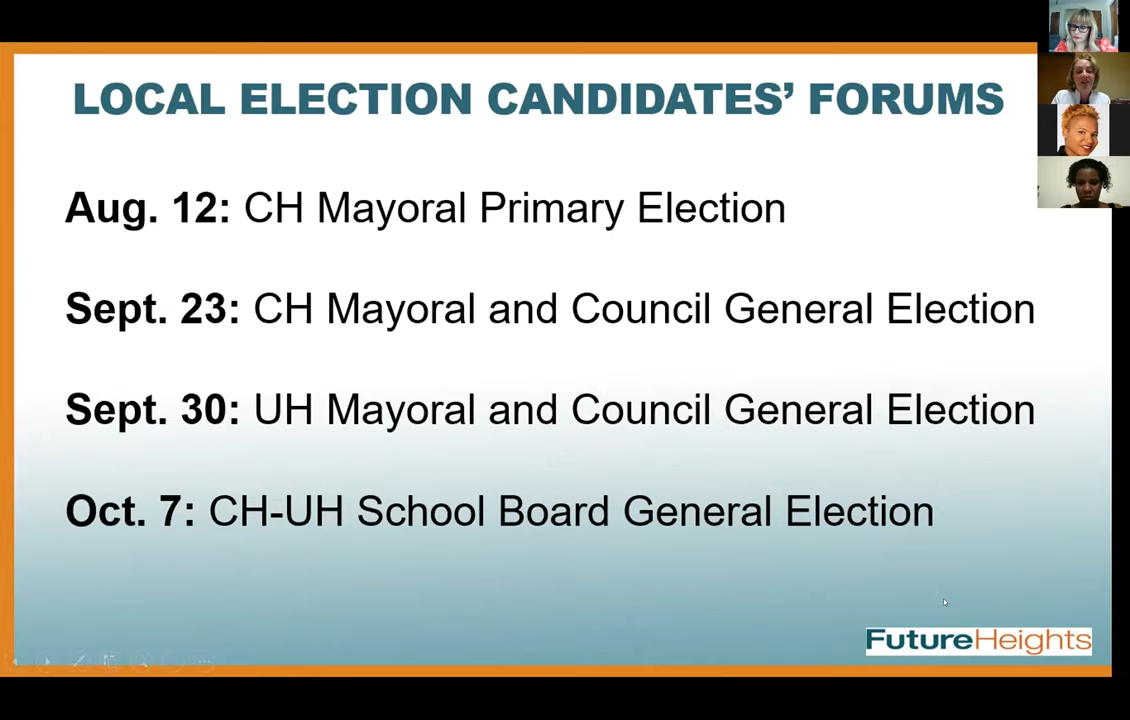 LOCAL ELECTION CANDIDATES’ FORUMS
Aug. 12: CH Mayoral Primary Election
Sept. 23: CH Mayoral and Council General Election
Sept. 30: UH Mayoral and Council General Election
Oct. 7: CH-UH School Board General Election
FutureHeights